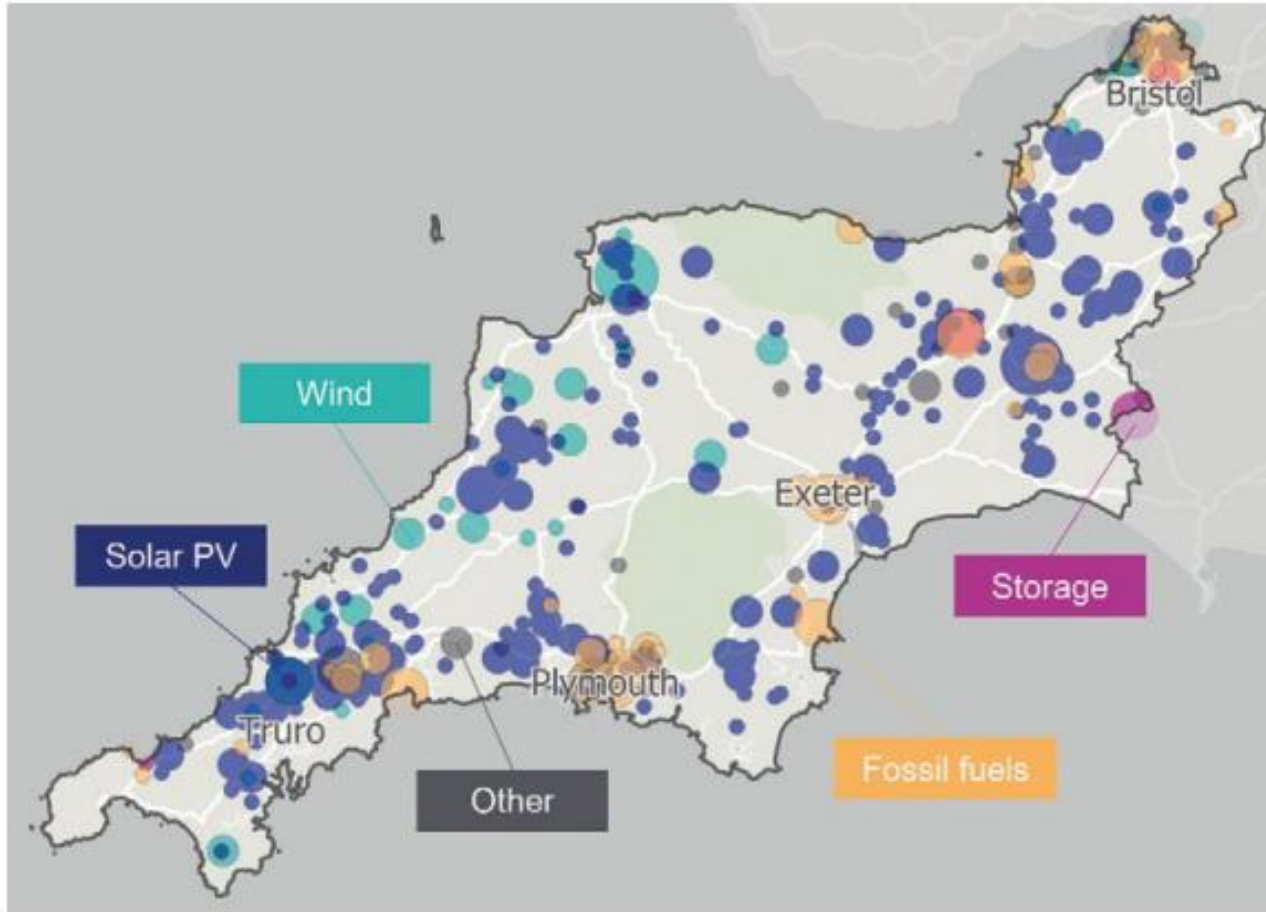 Bristol
Wind
Exeter
Solar PV
Storage
Plymouth
Truro
Fossil fuels
Other